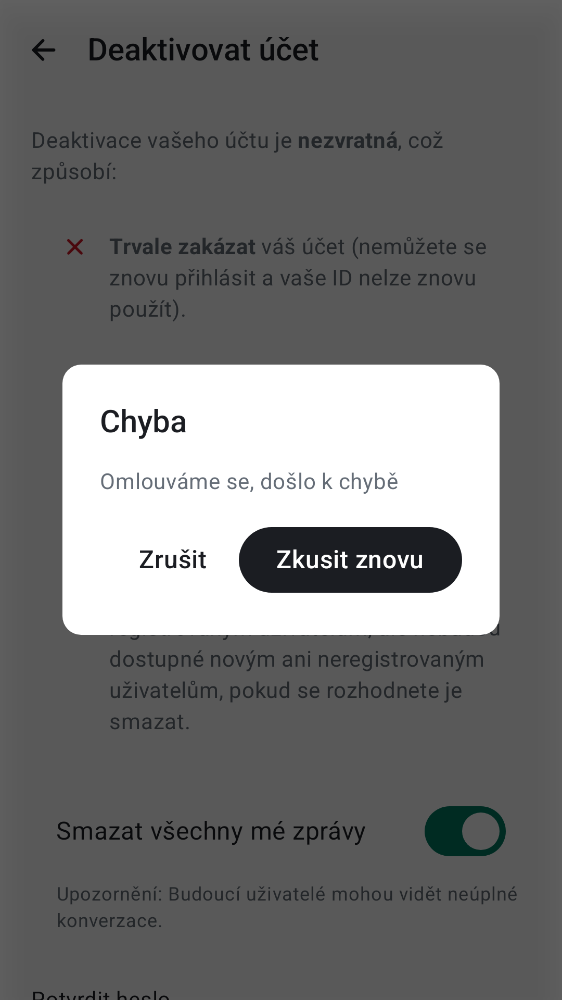 Deaktivovat účet
Deaktivace vašeho účtu je nezvratná, což
způsobí:
Trvale zakázat váš účet (nemůžete se
znovu přihlásit a vaše ID nelze znovu
použít).
Chyba
Omlouváme se, došlo k chybě
Zrušit
Zkusit znovu
dostupné novým ani neregistrovaným
uživatelům, pokud se rozhodnete je
smazat.
Smazat všechny mé zprávy
Upozornění: Budoucí uživatelé mohou vidět neúplné
konverzace.
Potvrdit heslo